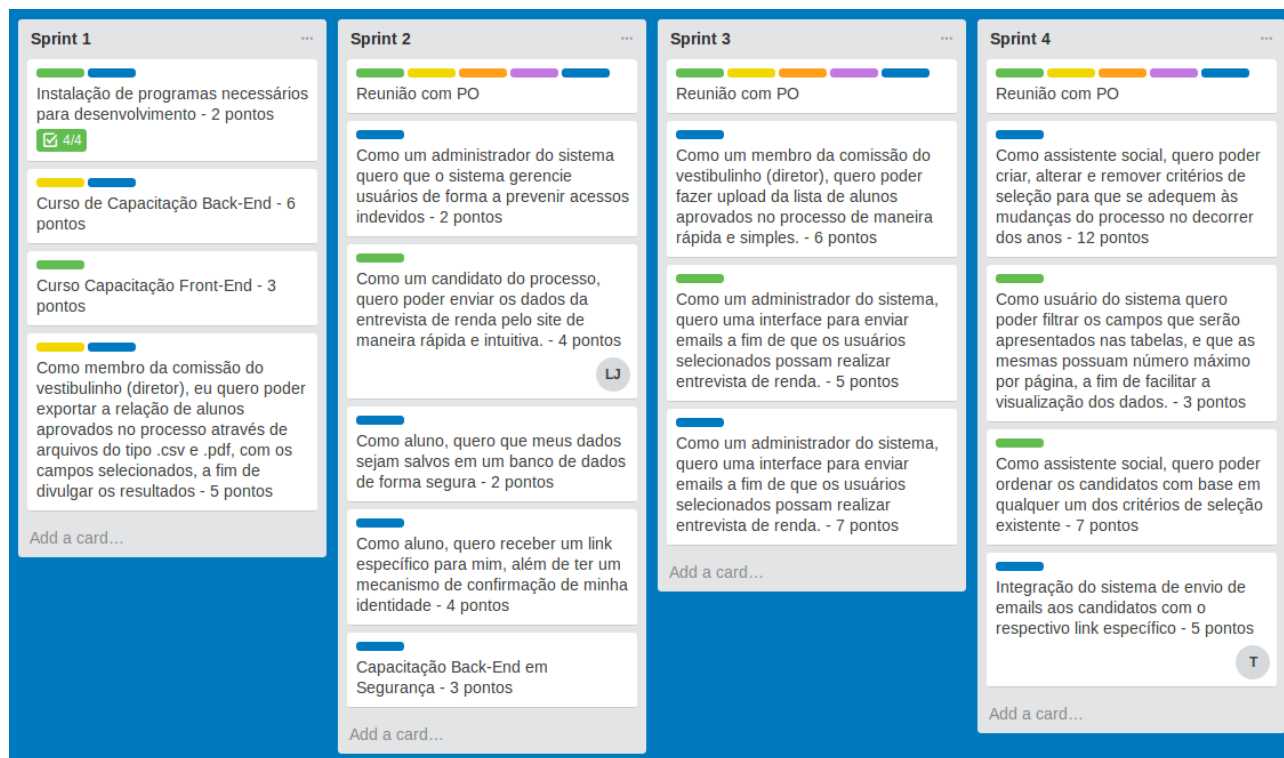 Sprint 1
Instalação de programas necessários
para desenvolvimento - 2 pontos
4/4
Curso de Capacitação Back-End - 6
pontos
Curso Capacitação Front-End - 3
pontos
Como membro da comissão do
vestibulinho (diretor), eu quero poder
exportar a relação de alunos
aprovados no processo através de
arquivos do tipo .csv e .pdf, com os
campos selecionados, a fim de
divulgar os resultados - 5 pontos
Add a card…
Sprint 2
Reunião com PO
Como um administrador do sistema
quero que o sistema gerencie
usuários de forma a prevenir acessos
indevidos - 2 pontos
Como um candidato do processo,
quero poder enviar os dados da
entrevista de renda pelo site de
maneira rápida e intuitiva. - 4 pontos
LJ
Como aluno, quero que meus dados
sejam salvos em um banco de dados
de forma segura - 2 pontos
Como aluno, quero receber um link
específico para mim, além de ter um
mecanismo de confirmação de minha
identidade - 4 pontos
Capacitação Back-End em
Segurança - 3 pontos
Add a card…
Sprint 3
Reunião com PO
Como um membro da comissão do
vestibulinho (diretor), quero poder
fazer upload da lista de alunos
aprovados no processo de maneira
rápida e simples. - 6 pontos
Como um administrador do sistema,
quero uma interface para enviar
emails a fim de que os usuários
selecionados possam realizar
entrevista de renda. - 5 pontos
Como um administrador do sistema,
quero uma interface para enviar
emails a fim de que os usuários
selecionados possam realizar
entrevista de renda. - 7 pontos
Add a card…
Sprint 4
Reunião com PO
Como assistente social, quero poder
criar, alterar e remover critérios de
seleção para que se adequem às
mudanças do processo no decorrer
dos anos - 12 pontos
Como usuário do sistema quero
poder filtrar os campos que serão
apresentados nas tabelas, e que as
mesmas possuam número máximo
por página, a fim de facilitar a
visualização dos dados. - 3 pontos
Como assistente social, quero poder
ordenar os candidatos com base em
qualquer um dos critérios de seleção
existente - 7 pontos
Integração do sistema de envio de
emails aos candidatos com o
respectivo link específico - 5 pontos
T
Add a card…